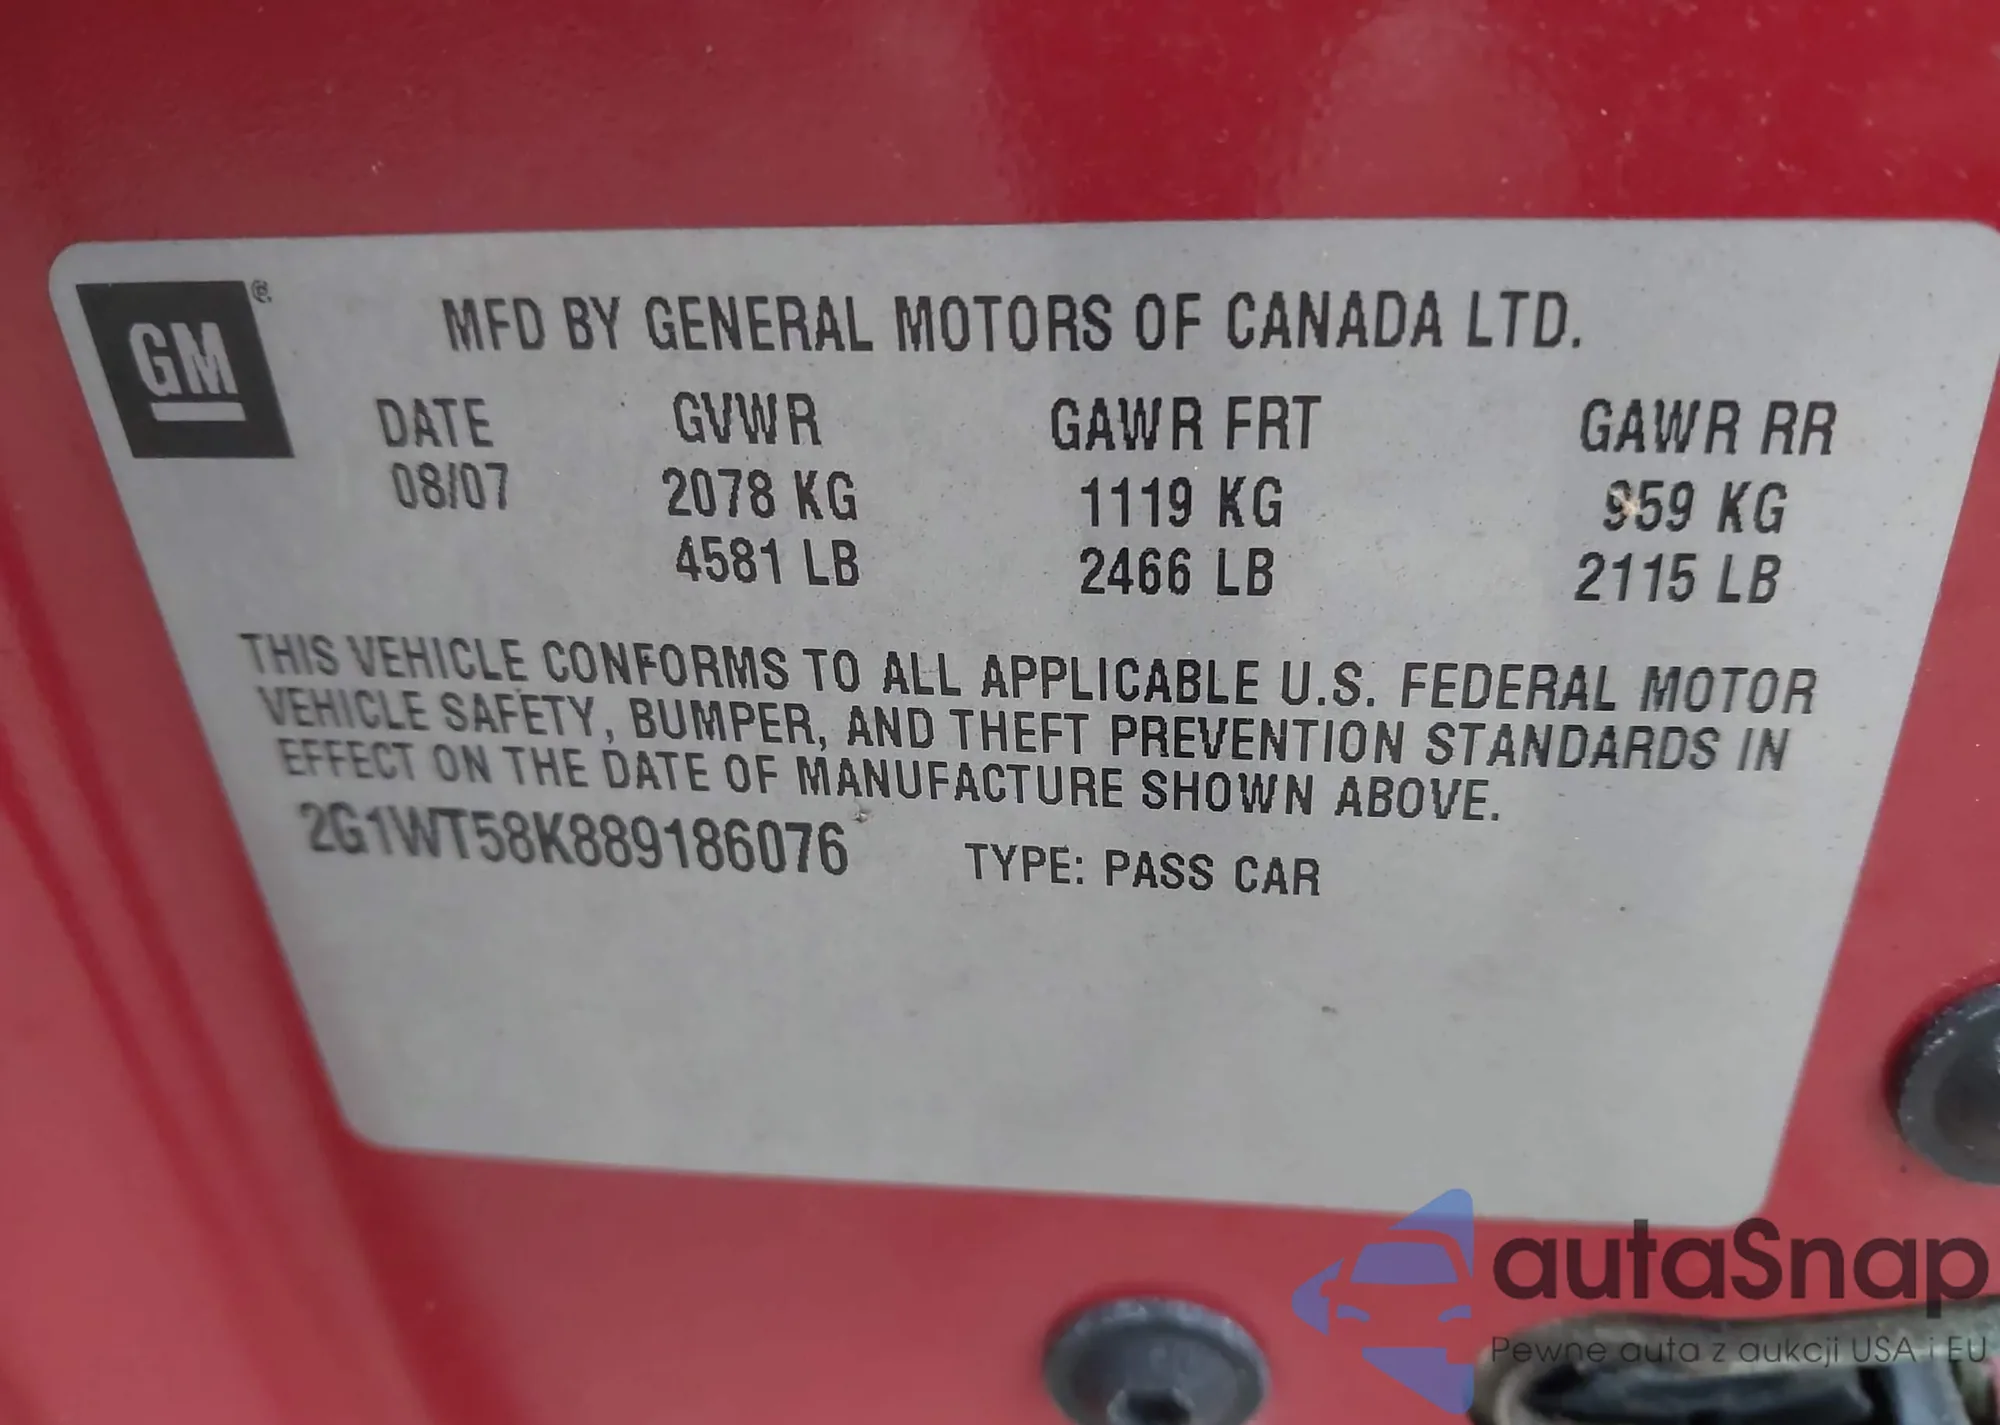 GM
MFD BY GENERAL MOTORS OF CANADA LTD.
DATE GVWR GAWR FRT GAWR RR
08/07 2078 KG 1119 KG 959 KG
4581 LB 2466 LB 2115 LB
THIS VEHICLE CONFORMS TO ALL APPLICABLE U.S. FEDERAL MOTOR
VEHICLE SAFETY, BUMPER, AND THEFT PREVENTION STANDARDS IN
EFFECT ON THE DATE OF MANUFACTURE SHOWN ABOVE.
2G1WT58K889186076 TYPE: PASS CAR
autaSnap
Pewne auta z aukcji USA i EU